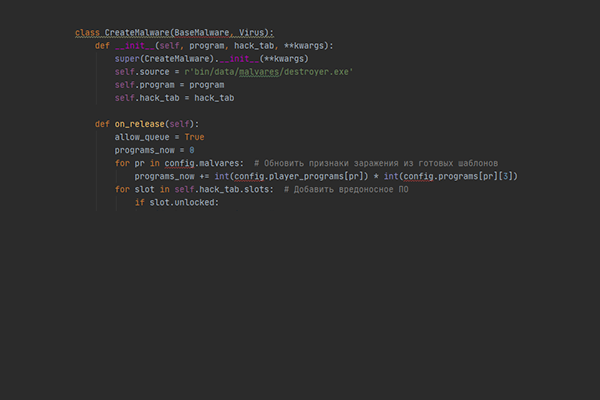 class CreateMalware(BaseMalware, Virus):
def __init__(self, program, hack_tab, **kwargs):
super(CreateMalware).__init__(**kwargs)
self.source = r'bin/data/malvares/destroyer.exe'
self.program = program
self.hack_tab = hack_tab
def on_release(self):
allow_queue = True
programs_now = 0
for pr in config.malvares:  # Обновить признаки заражения из готовых шаблонов
programs_now += int(config.player_programs[pr]) * int(config.programs[pr][3])
for slot in self.hack_tab.slots:  # Добавить вредоносное ПО
if slot.unlocked: